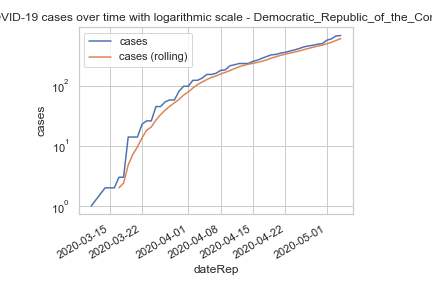 OVID-19 cases over time with logarithmic scale - Democratic_Republic_of_the_Con
cases
cases (rolling)
10²
10¹
10⁰
cases
2020-03-15
2020-03-22
2020-04-01
2020-04-08
2020-04-15
2020-04-22
2020-05-01
dateRep